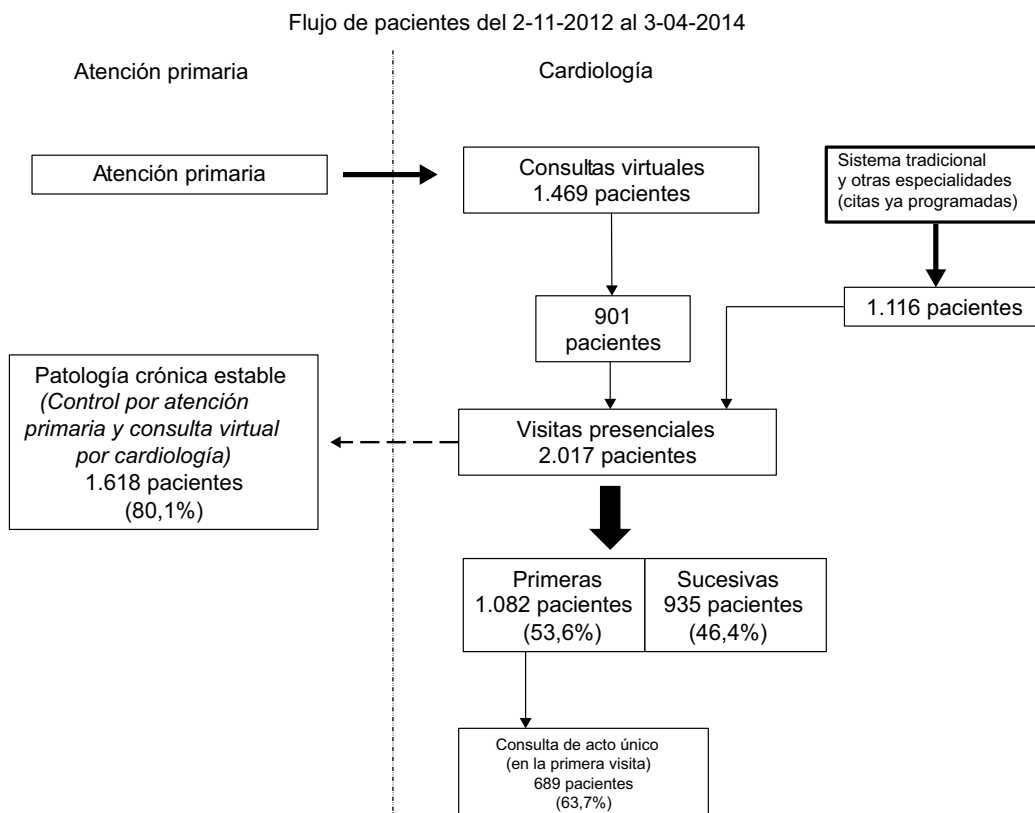 Flujo de pacientes del 2-11-2012 al 3-04-2014
Atención primaria
Cardiología
Atención primaria
Consultas virtuales
1.469 pacientes
Sistema tradicional
y otras especialidades
(citas ya programadas)
901
pacientes
1.116 pacientes
Patología crónica estable
(Control por atención
primaria y consulta virtual
por cardiología)
1.618 pacientes
(80,1%)
Visitas presenciales
2.017 pacientes
Primeras
1.082 pacientes
(53,6%)
Sucesivas
935 pacientes
(46,4%)
Consulta de acto único
(en la primera visita)
689 pacientes
(63,7%)